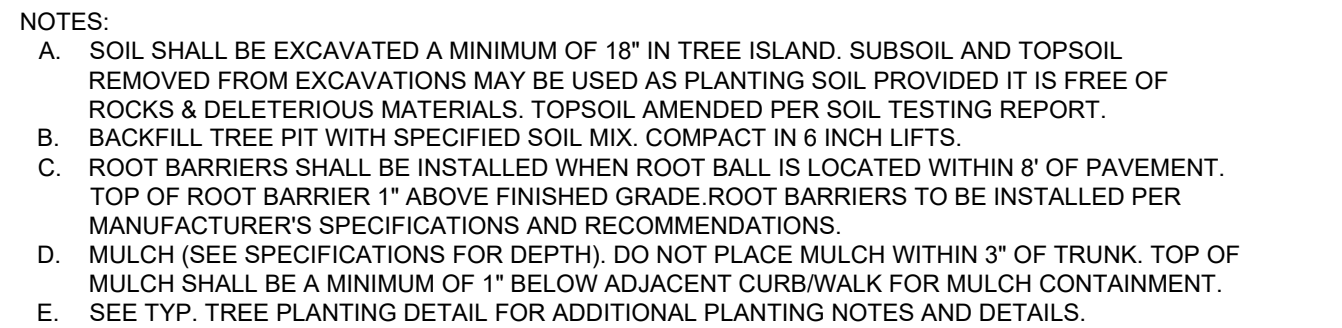 NOTES:
A. SOIL SHALL BE EXCAVATED A MINIMUM OF 18" IN TREE ISLAND. SUBSOIL AND TOPSOIL
REMOVED FROM EXCAVATIONS MAY BE USED AS PLANTING SOIL PROVIDED IT IS FREE OF
ROCKS & DELETERIOUS MATERIALS. TOPSOIL AMENDED PER SOIL TESTING REPORT.
B. BACKFILL TREE PIT WITH SPECIFIED SOIL MIX. COMPACT IN 6 INCH LIFTS.
C. ROOT BARRIERS SHALL BE INSTALLED WHEN ROOT BALL IS LOCATED WITHIN 8' OF PAVEMENT.
TOP OF ROOT BARRIER 1" ABOVE FINISHED GRADE.ROOT BARRIERS TO BE INSTALLED PER
MANUFACTURER'S SPECIFICATIONS AND RECOMMENDATIONS.
D. MULCH (SEE SPECIFICATIONS FOR DEPTH). DO NOT PLACE MULCH WITHIN 3" OF TRUNK. TOP OF
MULCH SHALL BE A MINIMUM OF 1" BELOW ADJACENT CURB/WALK FOR MULCH CONTAINMENT.
E. SEE TYP. TREE PLANTING DETAIL FOR ADDITIONAL PLANTING NOTES AND DETAILS.